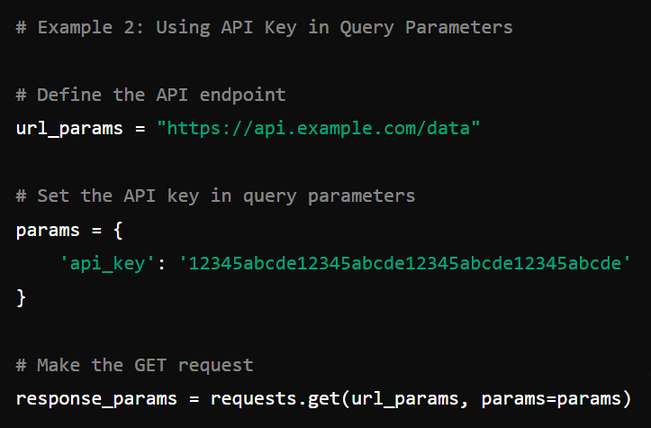 # Example 2: Using API Key in Query Parameters
# Define the API endpoint
url_params = "https://api.example.com/data"
# Set the API key in query parameters
params = {
    'api_key': '12345abcde12345abcde12345abcde12345abcde'
}
# Make the GET request
response_params = requests.get(url_params, params=params)